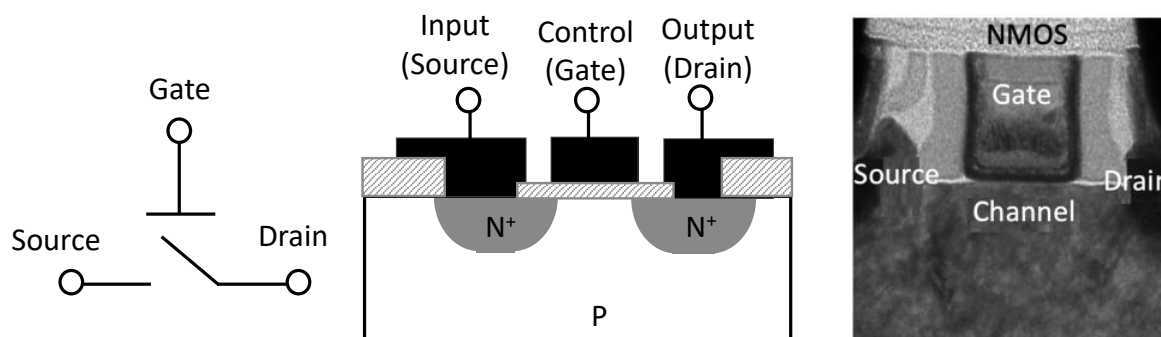 Gate
Source
Drain
Input
(Source)
Control
(Gate)
Output
(Drain)
N+
N+
P
NMOS
Gate
Source
Drain
Channel